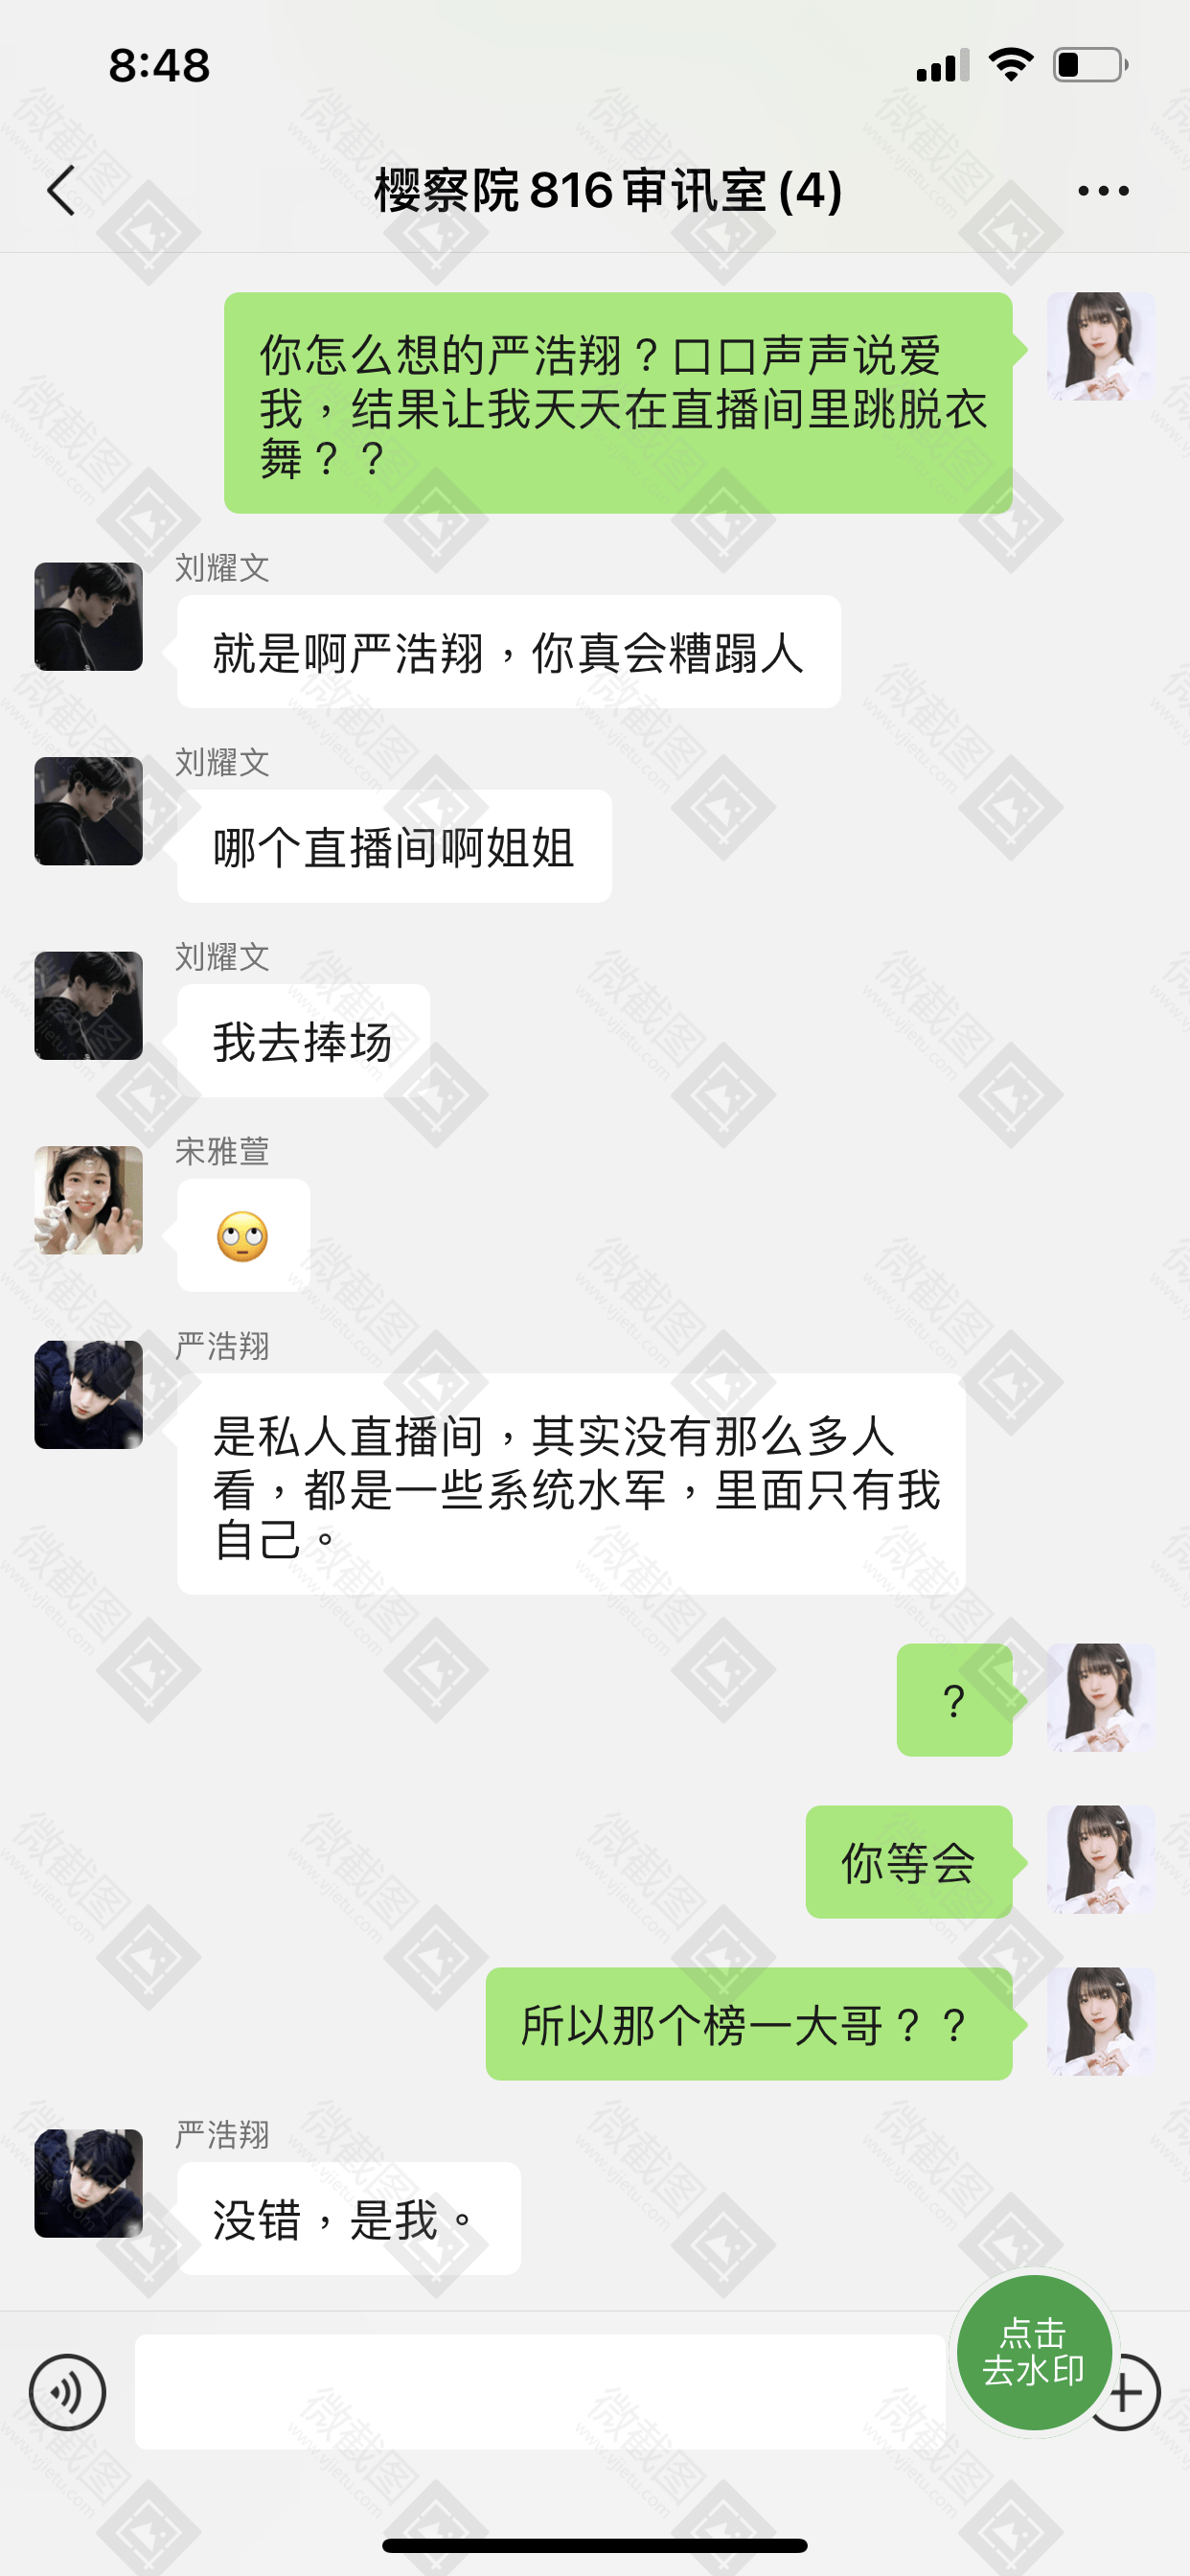 8:48
樱察院816审讯室(4)
你怎么想的严浩翔？口口声声说爱
我，结果让我天天在直播间里跳脱衣
舞？？
刘耀文
就是啊严浩翔，你真会糟蹋人
刘耀文
哪个直播间啊姐姐
刘耀文
我去捧场
宋雅萱
🙄
严浩翔
是私人直播间，其实没有那么多人
看，都是一些系统水军，里面只有我
自己。
？
你等会
所以那个榜一大哥？？
严浩翔
没错，是我。
点击
去水印
微截图
www.vjietu.com